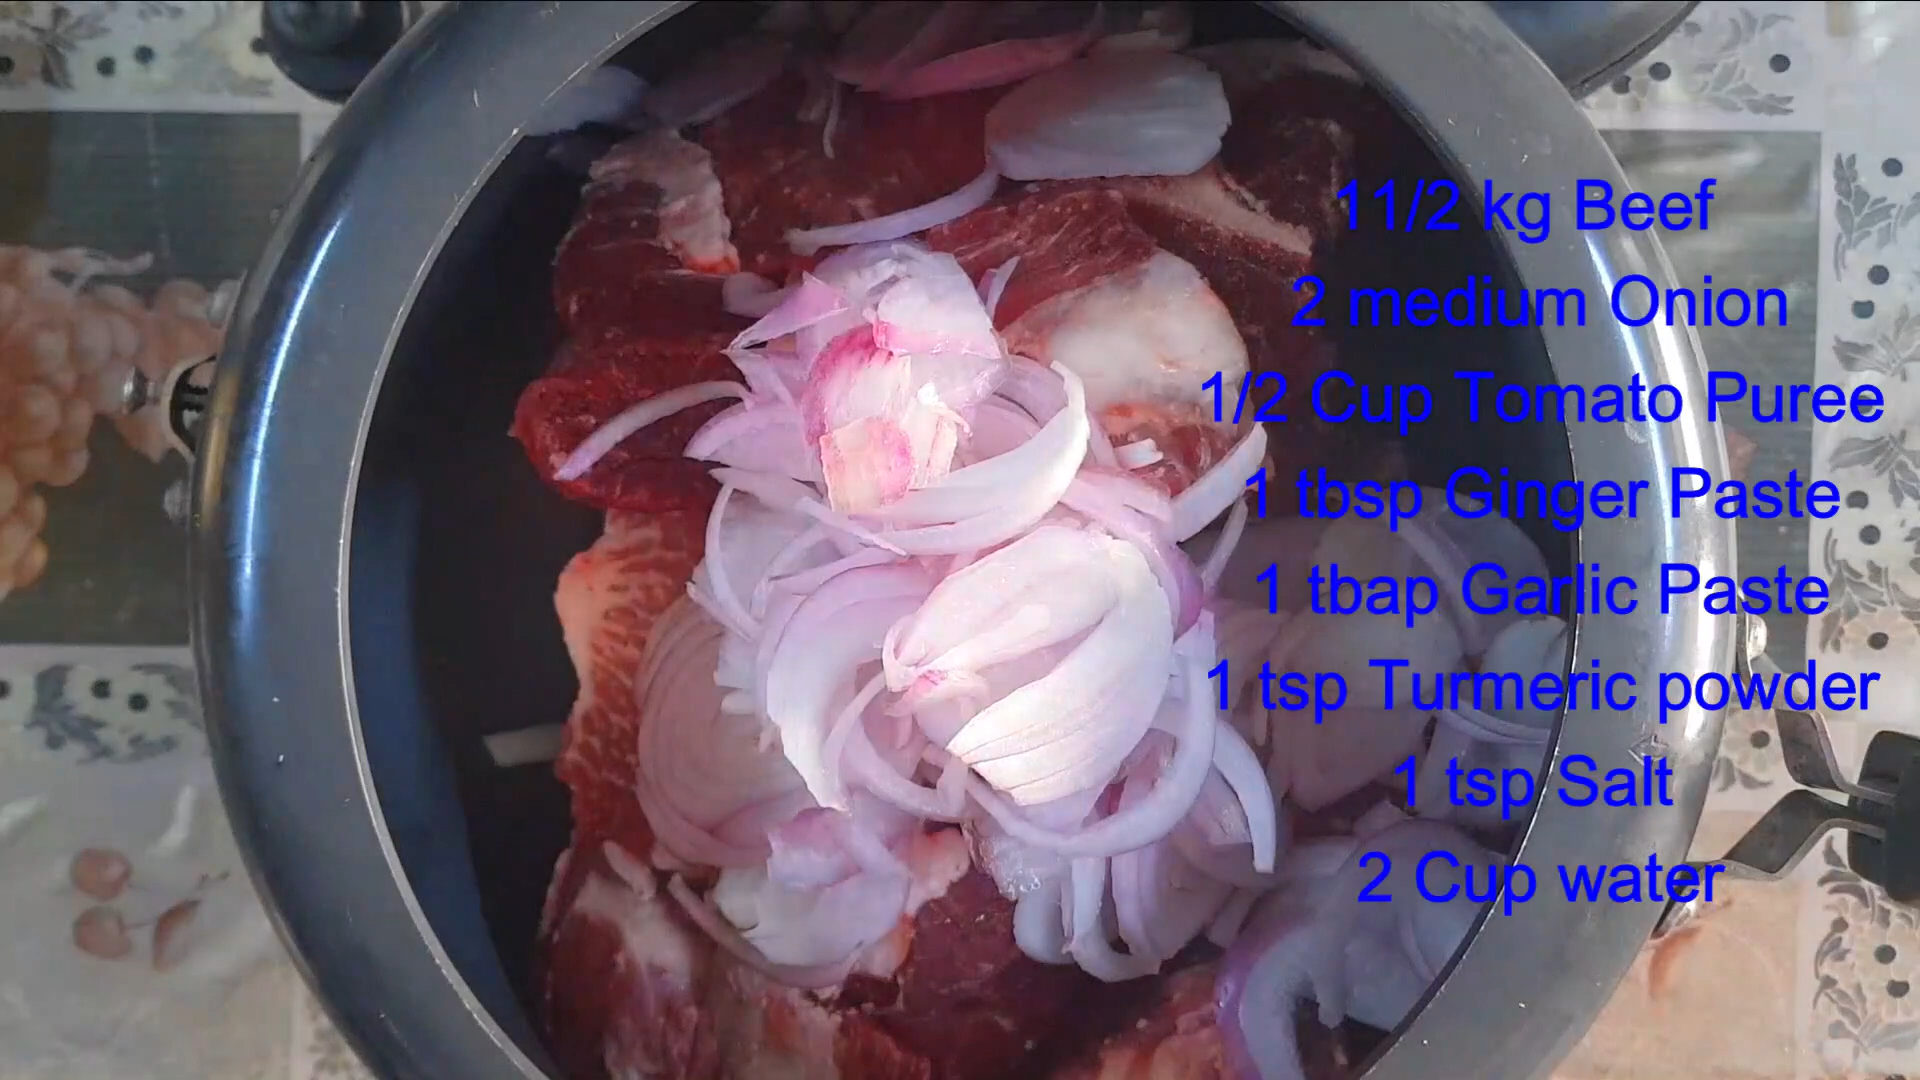 11/2 kg Beef
2 medium Onion
1/2 Cup Tomato Puree
1 tbsp Ginger Paste
1 tbap Garlic Paste
1 tsp Turmeric powder
1 tsp Salt
2 Cup water